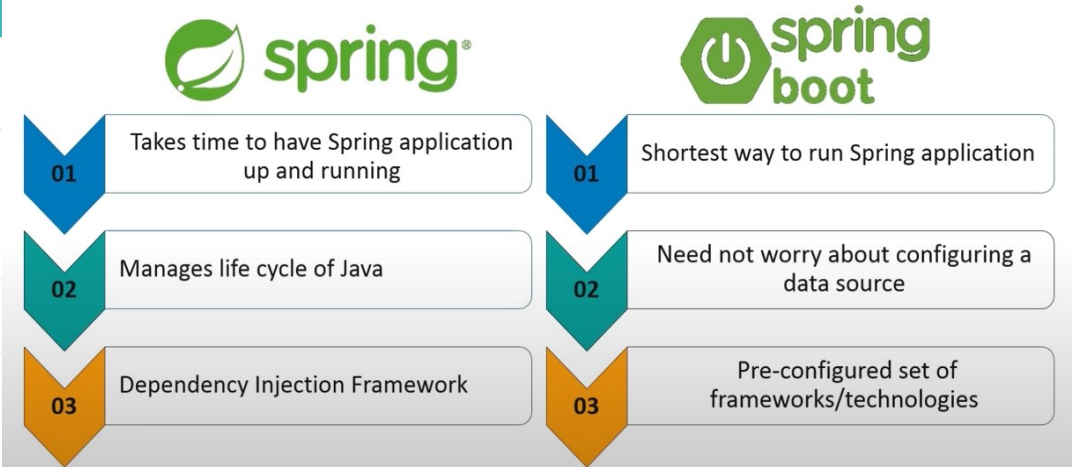 spring®
01
Takes time to have Spring application
up and running
02
Manages life cycle of Java
03
Dependency Injection Framework
spring
boot
01
Shortest way to run Spring application
02
Need not worry about configuring a
data source
03
Pre-configured set of
frameworks/technologies